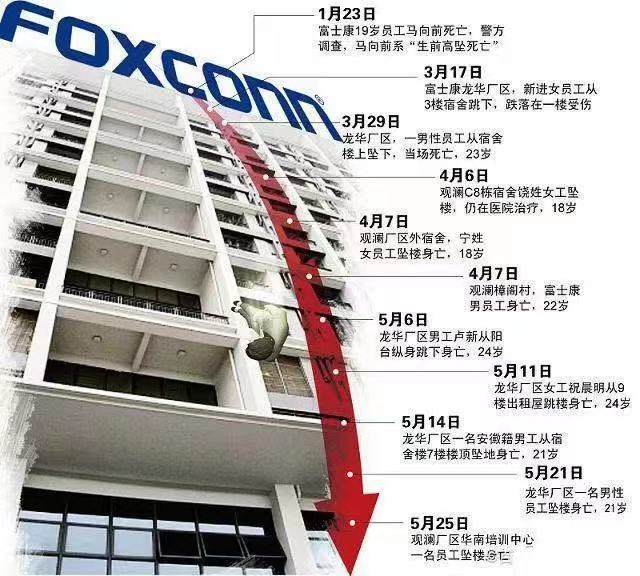 FOXCONN®
1月23日
富士康19岁员工马向前死亡，警方
调查，马向前系“生前高坠死亡”
3月17日
富士康龙华厂区，新进女员工从
3楼宿舍跳下，跌落在一楼受伤
3月29日
龙华厂区，一男性员工从宿舍
楼上坠下，当场死亡，23岁
4月6日
观澜C8栋宿舍饶姓女工坠
楼，仍在医院治疗，18岁
4月7日
观澜厂区外宿舍，宁姓
女员工坠楼身亡，18岁
4月7日
观澜樟阁村，富士康
男员工身亡，22岁
5月6日
龙华厂区男工卢新从阳
台纵身跳下身亡，24岁
5月11日
龙华厂区女工祝晨明从9
楼出租屋跳楼身亡，24岁
5月14日
龙华厂区一名安徽籍男工从宿
舍楼7楼楼顶坠地身亡，21岁
5月21日
龙华厂区一名男性
员工坠楼身亡，21岁
5月25日
观澜厂区华南培训中心
一名员工坠楼身亡